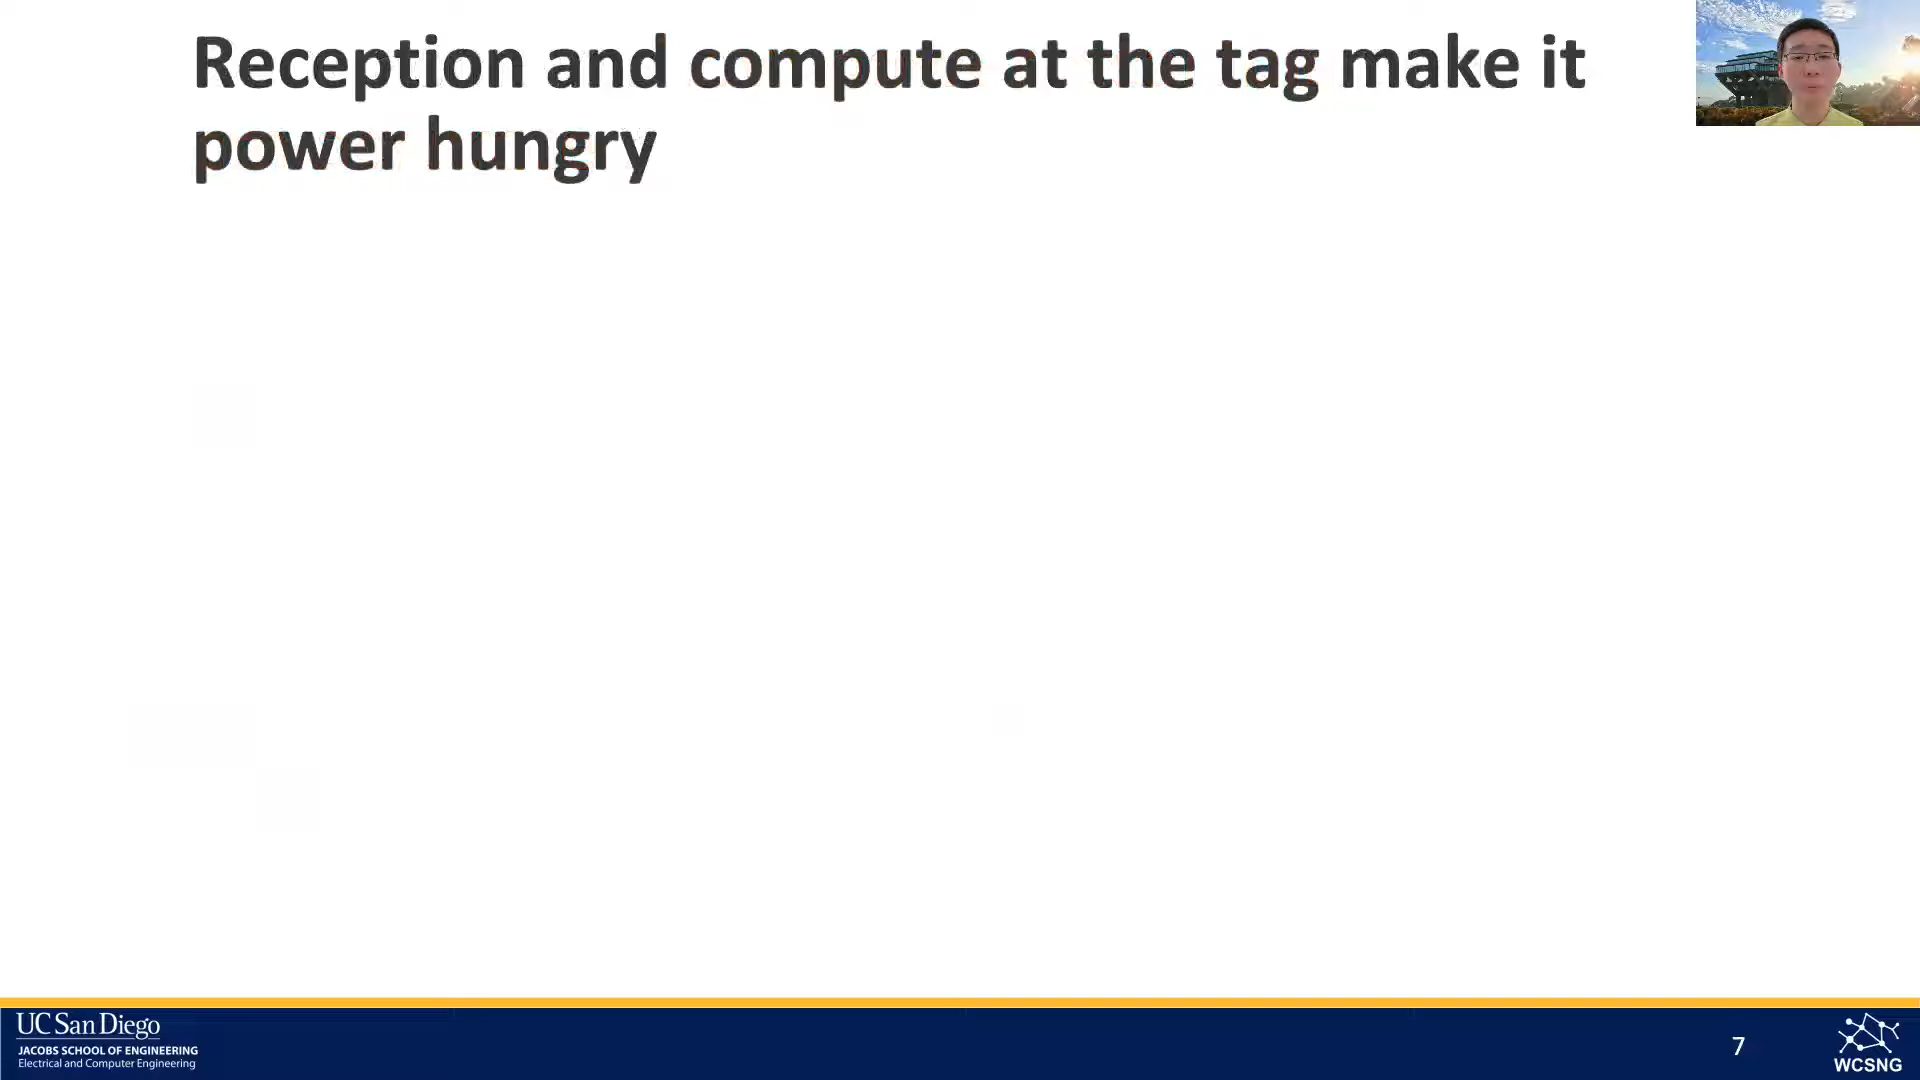 Reception and compute at the tag make it
power hungry
UC San Diego
JACOBS SCHOOL OF ENGINEERING
Electrical and Computer Engineering
7
WCSNG